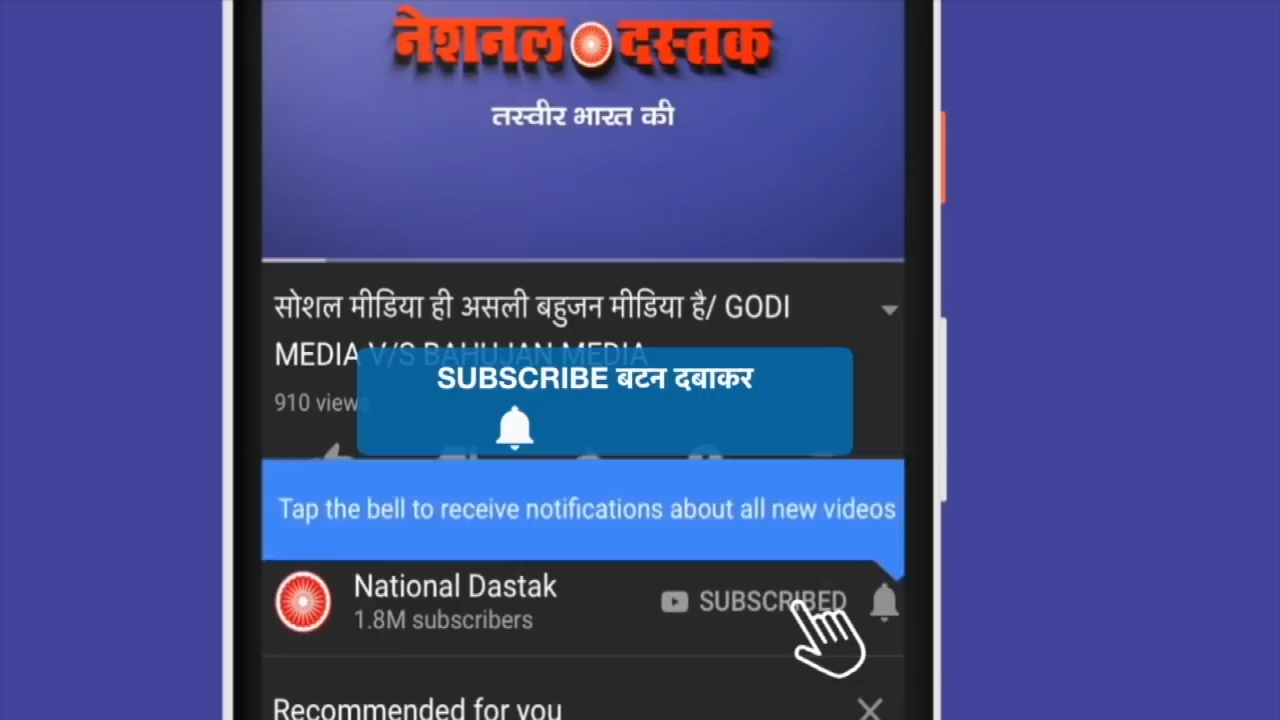 नेशनल दस्तक
तस्वीर भारत की
सोशल मीडिया ही असली बहुजन मीडिया है/ GODI
MEDIA V/S BAHUJAN MEDIA
SUBSCRIBE बटन दबाकर
910 views
Tap the bell to receive notifications about all new videos
National Dastak
SUBSCRIBED
1.8M subscribers
Recommended for you